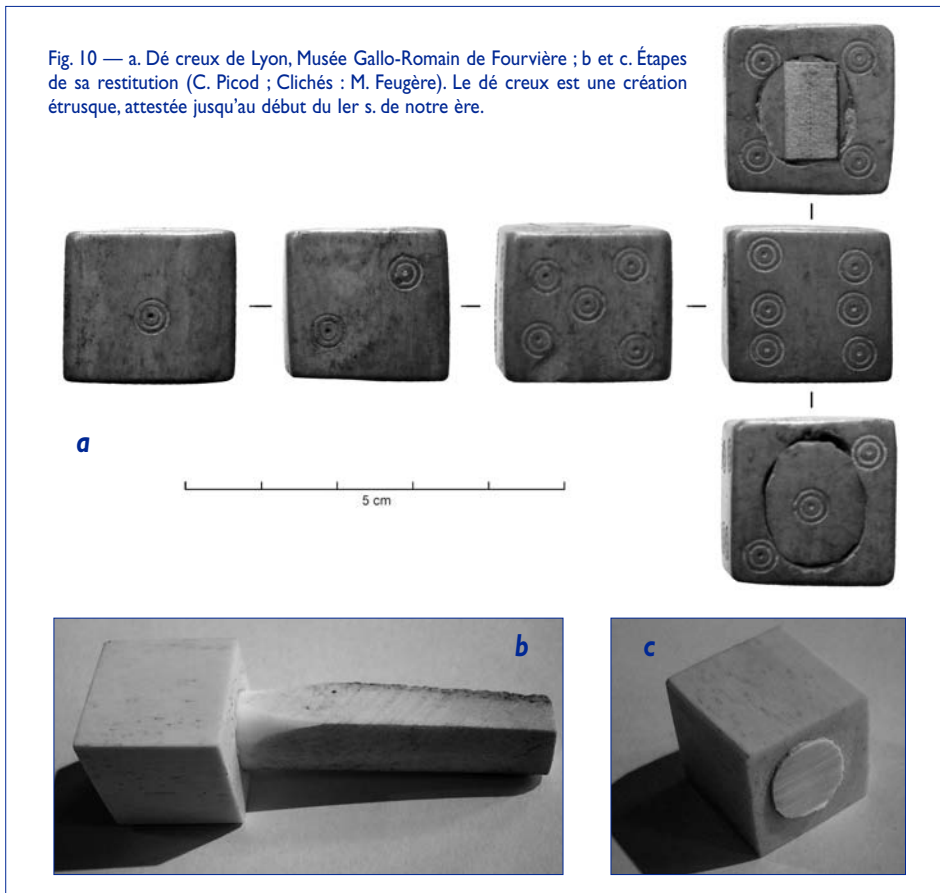 Fig. 10 — a. Dé creux de Lyon, Musée Gallo-Romain de Fourvière ; b et c. Étapes
de sa restitution (C. Picod ; Clichés : M. Feugère). Le dé creux est une création
étrusque, attestée jusqu'au début du Ier s. de notre ère.
a
5 cm
b
c